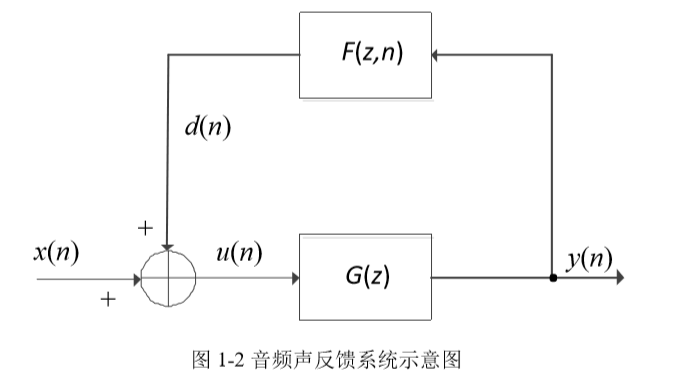 F(z,n)
d(n)
+
x(n)
u(n)
y(n)
G(z)
+
图 1-2 音频声反馈系统示意图